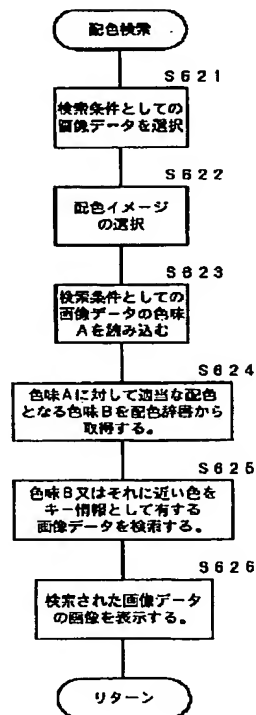 配色検索
S621
検索条件としての
画像データを選択
S622
配色イメージ
の選択
S623
検索条件としての
画像データの色味
Aを読み込む
S624
色味Aに対して適当な配色
となる色味Bを配色辞書から
取得する。
S625
色味B又はそれに近い色を
キー情報として有する
画像データを検索する。
S626
検索された画像データ
の画像を表示する。
リターン